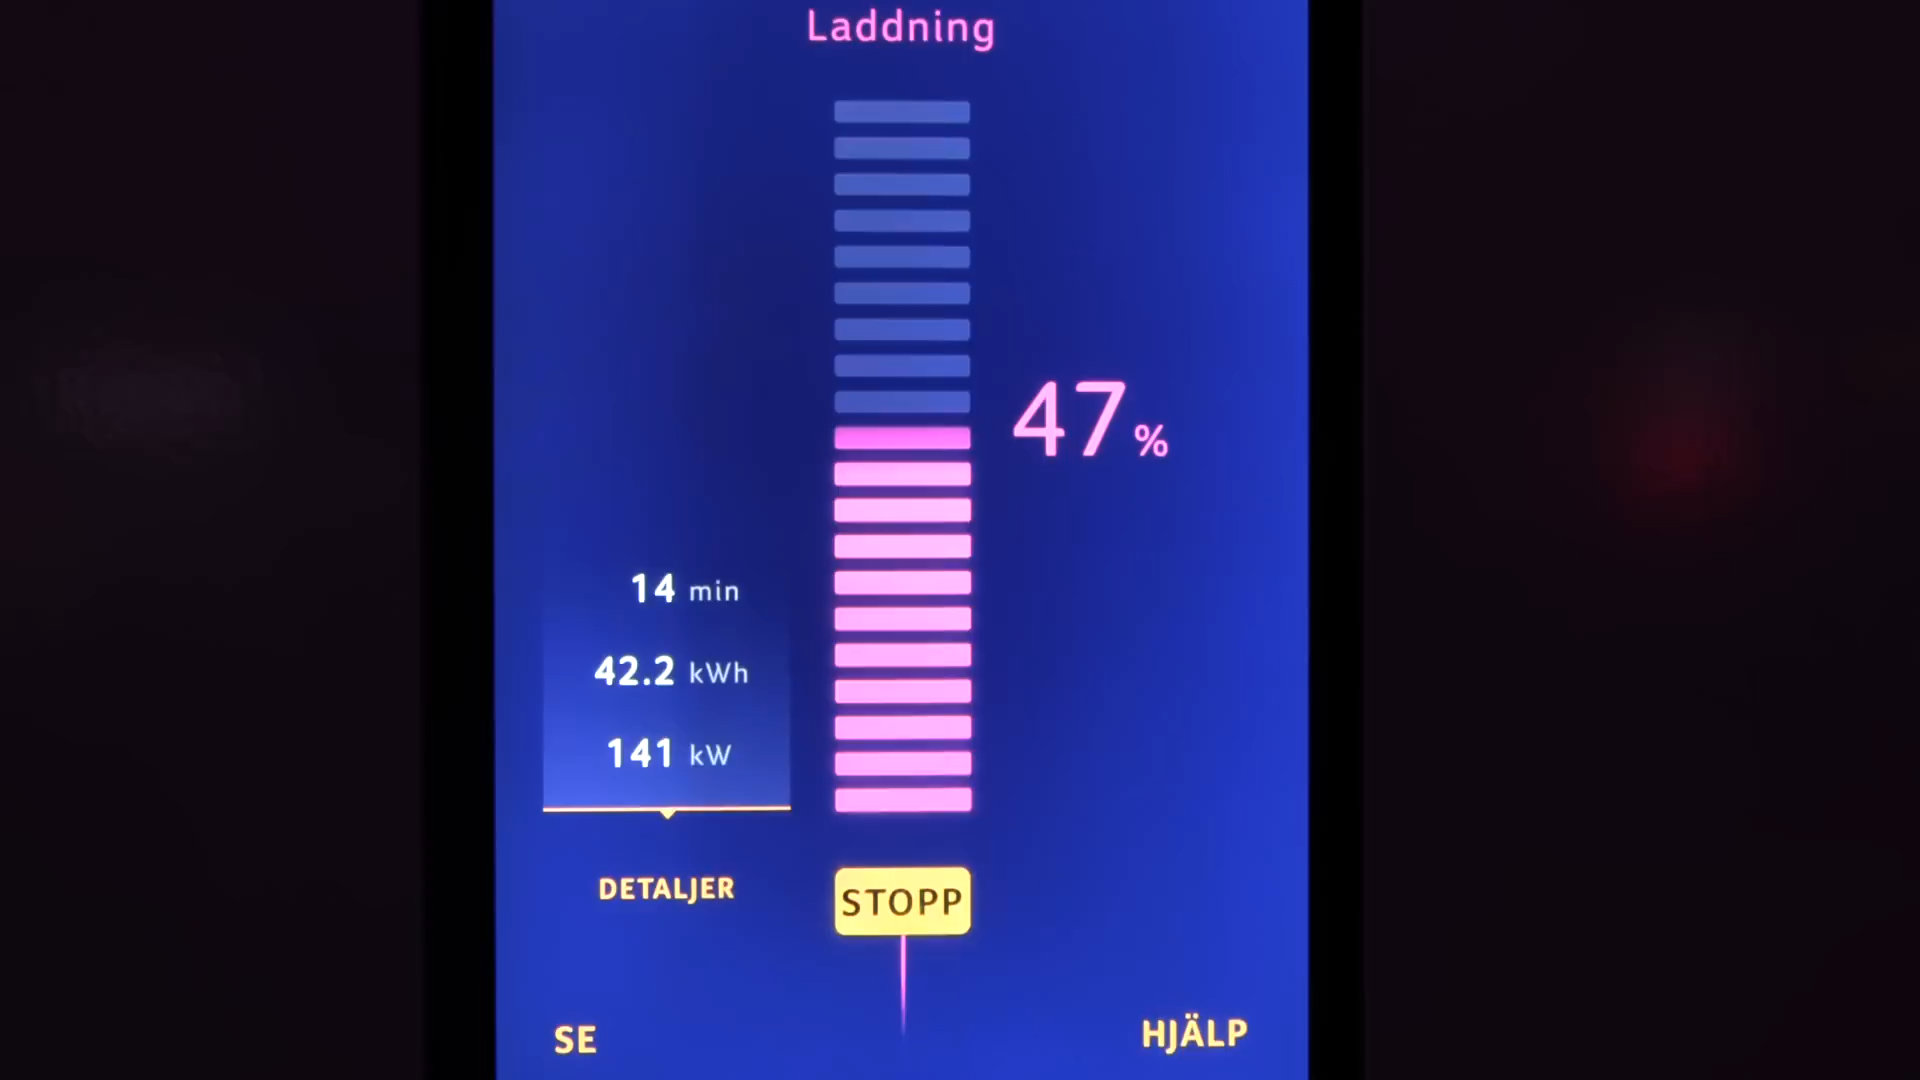 Laddning
47 %
14 min
42.2 kWh
141 kW
DETALJER
STOPP
SE
HJÄLP